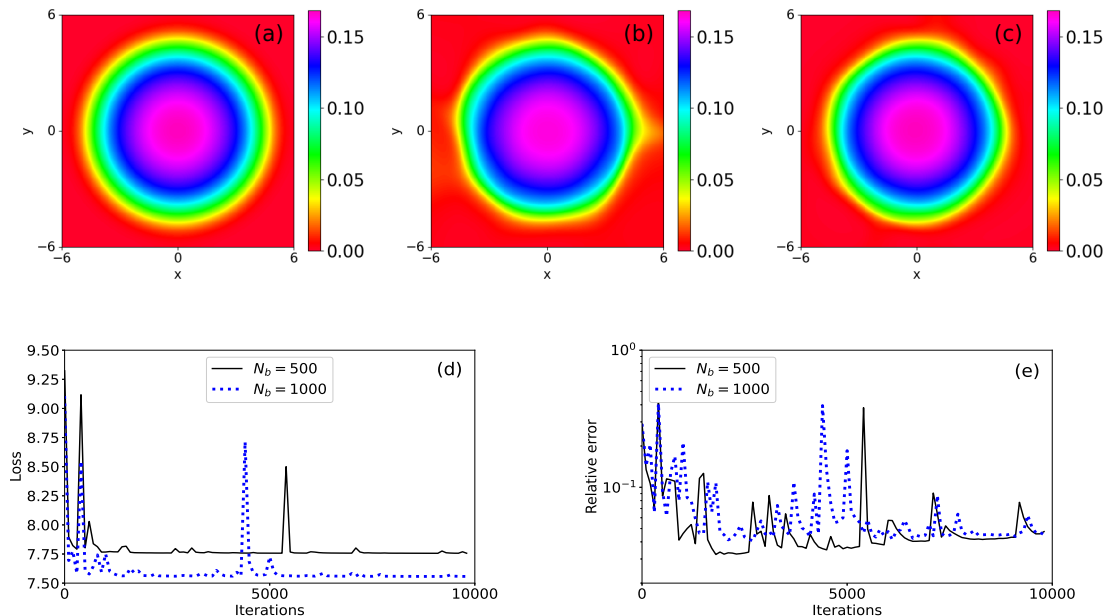 (a)
6
0
−6
y
−6
0
6
x
0.15
0.10
0.05
0.00
(b)
6
0
−6
y
−6
0
6
x
0.15
0.10
0.05
0.00
(c)
6
0
−6
y
−6
0
6
x
0.15
0.10
0.05
0.00
(d)
N_b = 500
N_b = 1000
9.50
9.25
9.00
8.75
8.50
8.25
8.00
7.75
7.50
Loss
0
5000
10000
Iterations
(e)
N_b = 500
N_b = 1000
10^0
10^−1
Relative error
0
5000
10000
Iterations